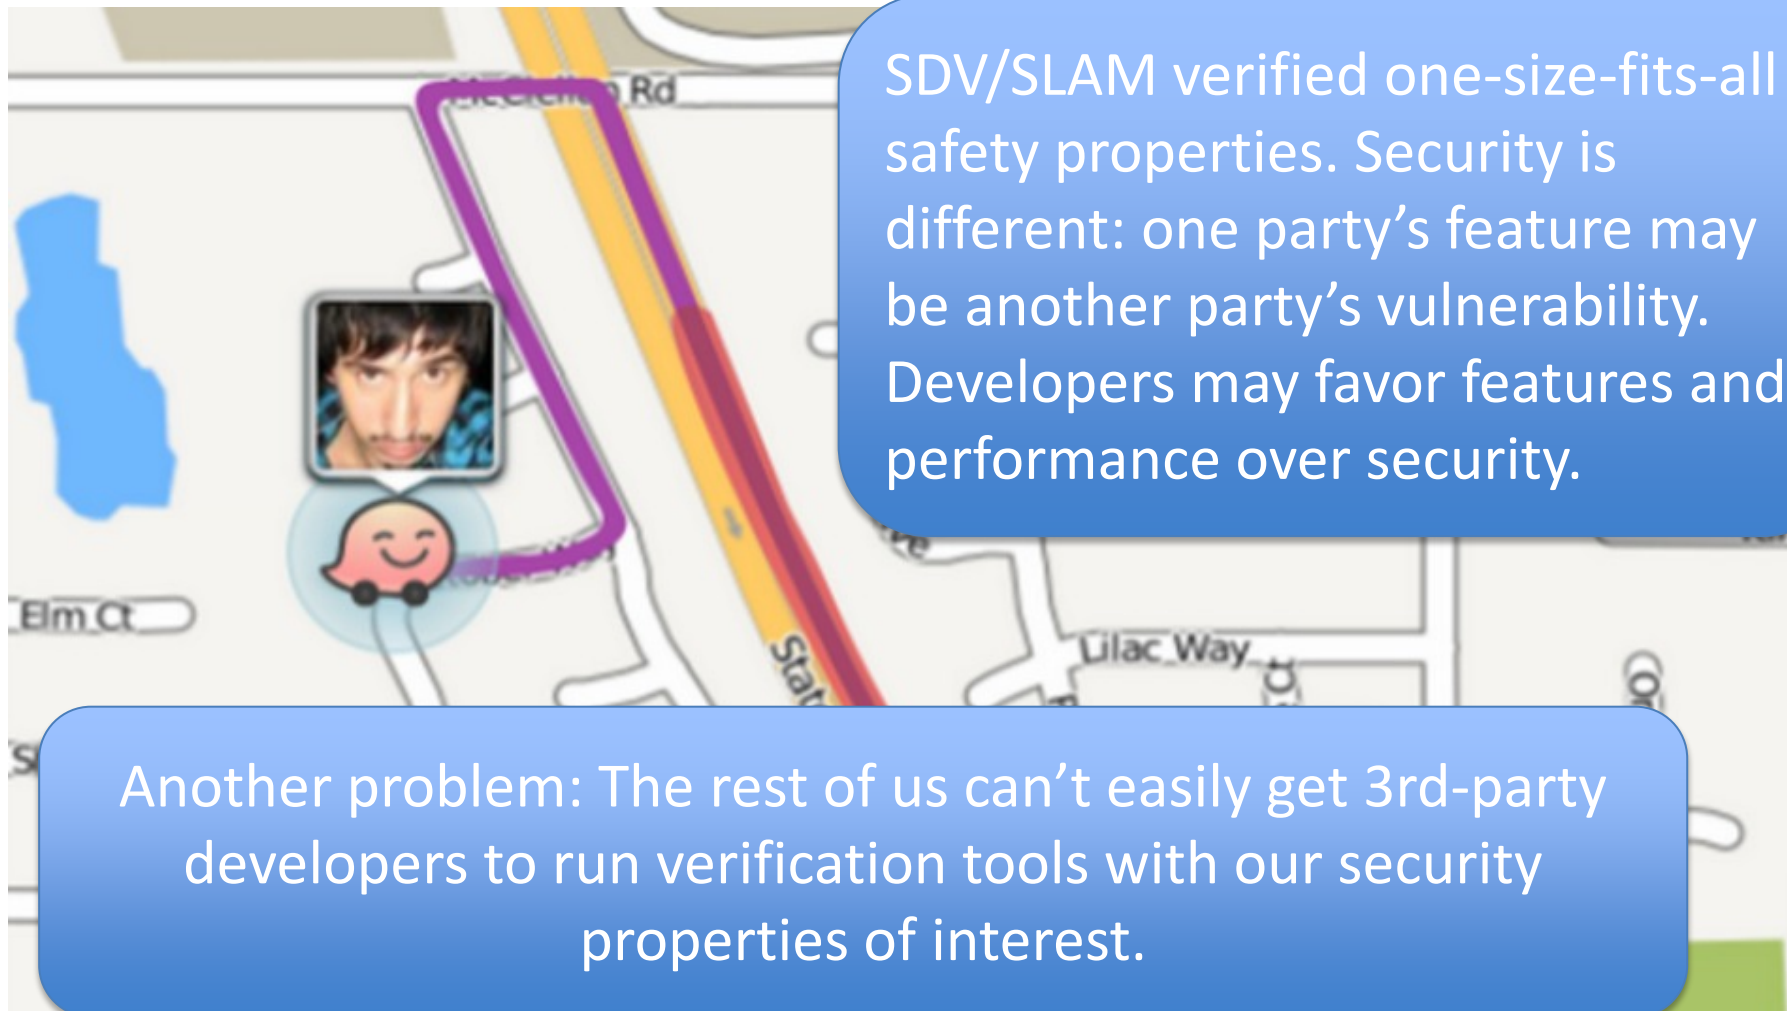 McClellan Rd
SDV/SLAM verified one-size-fits-all
safety properties. Security is
different: one party’s feature may
be another party’s vulnerability.
Developers may favor features and
performance over security.
Elm Ct
Lilac Way
Ct
Another problem: The rest of us can’t easily get 3rd-party
developers to run verification tools with our security
properties of interest.